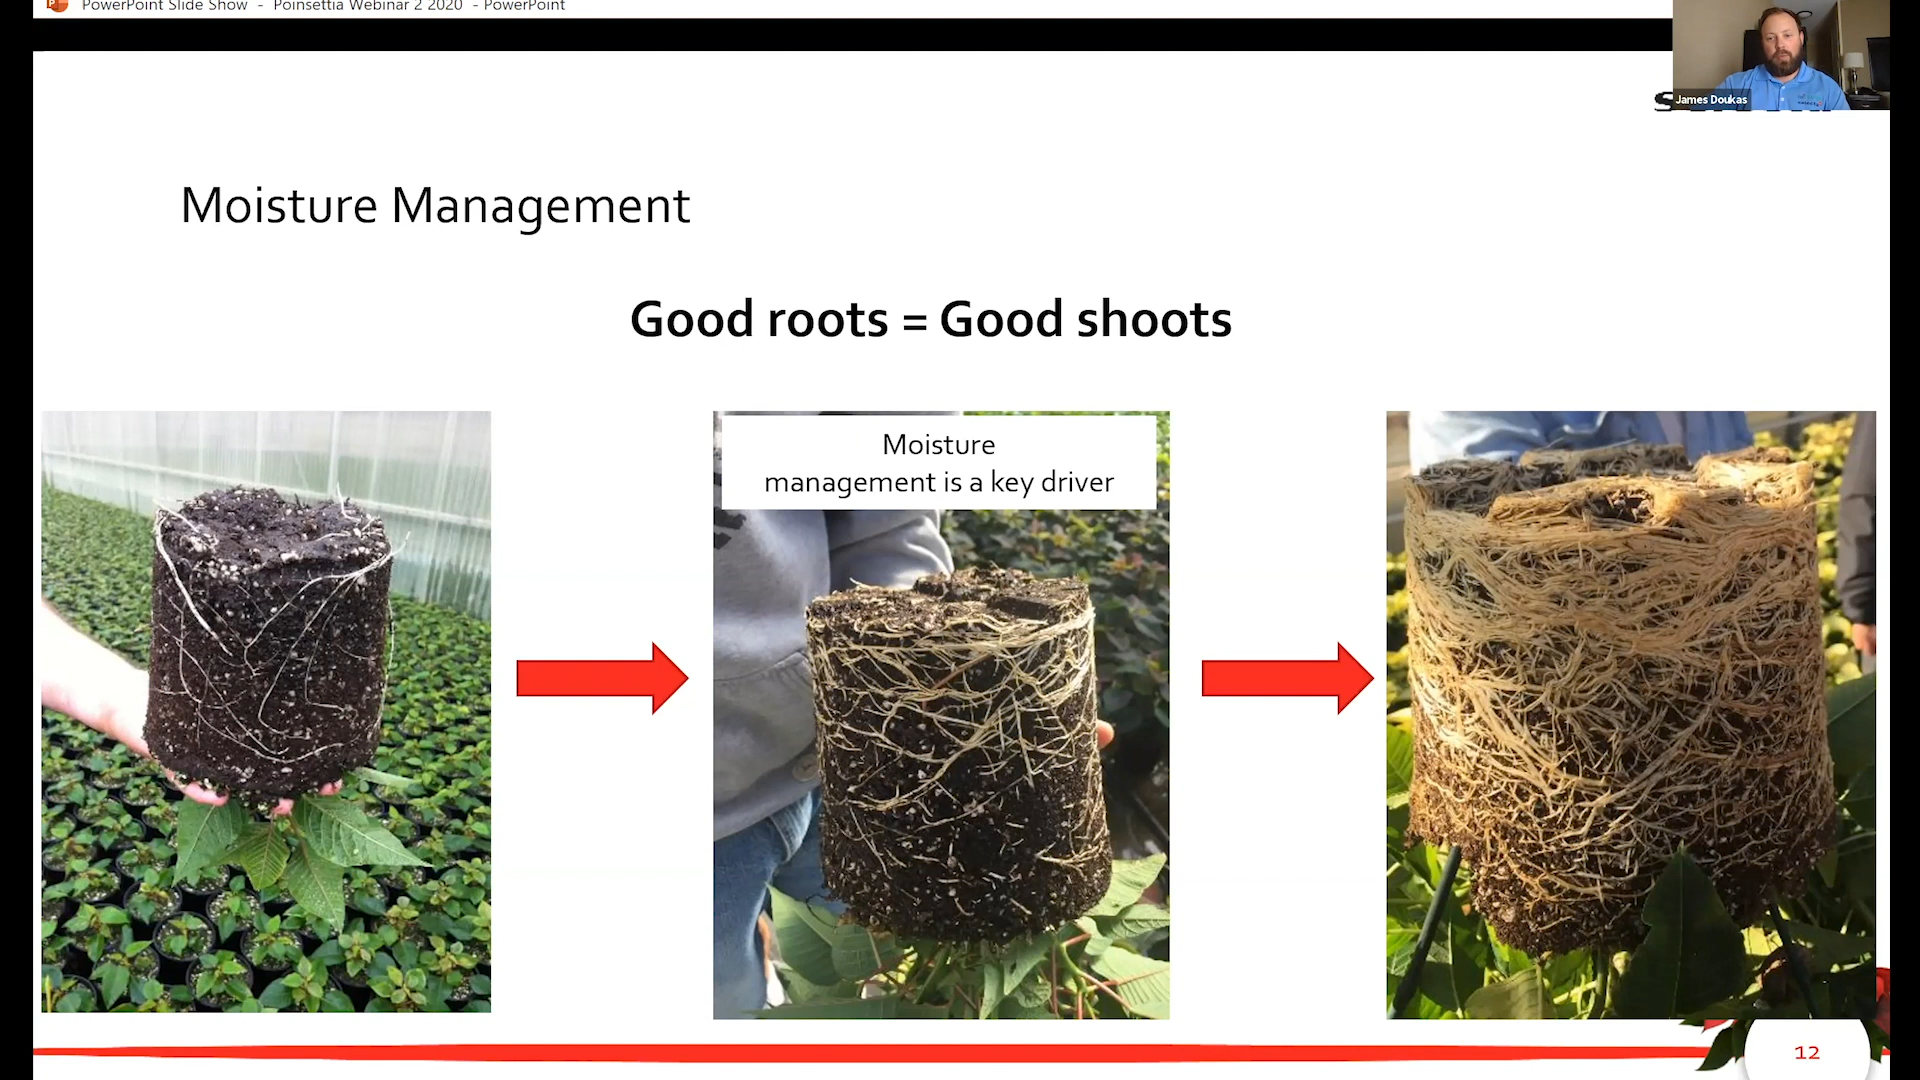 PowerPoint Slide Show - Poinsettia Webinar 2 2020 - PowerPoint
James Doukas
Moisture Management
Good roots = Good shoots
Moisture
management is a key driver
12